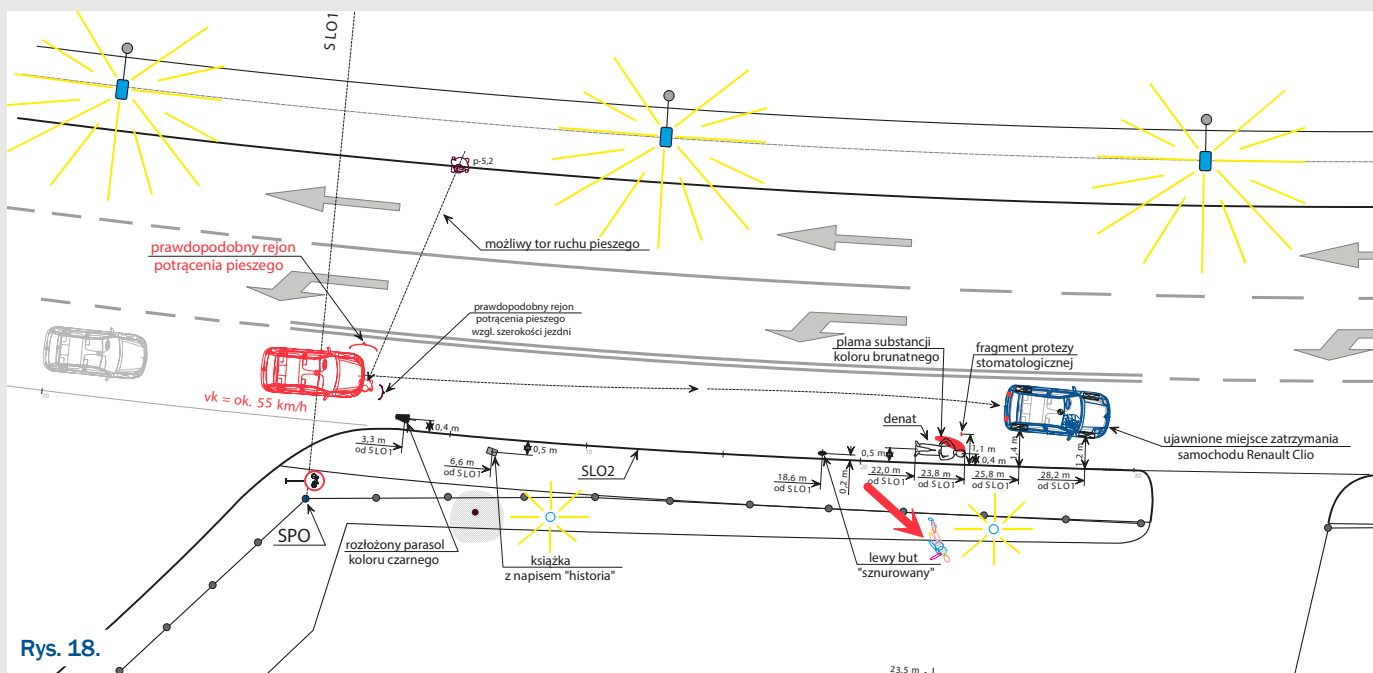 SLO1
p-5,2
możliwy tor ruchu pieszego
prawdopodobny rejon
potrącenia pieszego
prawdopodobny rejon
potrącenia pieszego
wzgl. szerokości jezdni
plama substancji
koloru brunatnego
fragment protezy
stomatologicznej
vk = ok. 55 km/h
10
denat
ujawnione miejsce zatrzymania
samochodu Renault Clio
0,4 m
3,3 m
od SLO1
0,5 m
6,6 m
od SLO1
10
SLO2
18,6 m
od SLO1
0,2 m
0,5 m
20
22,0 m
od SLO1
23,8 m
od SLO1
1,1 m
0,4 m
25,8 m
od SLO1
1,4 m
28,2 m
od SLO1
1,2 m
30
SPO
rozłożony parasol
koloru czarnego
książka
z napisem "historia"
lewy but
"sznurowany"
Rys. 18.
23,5 m